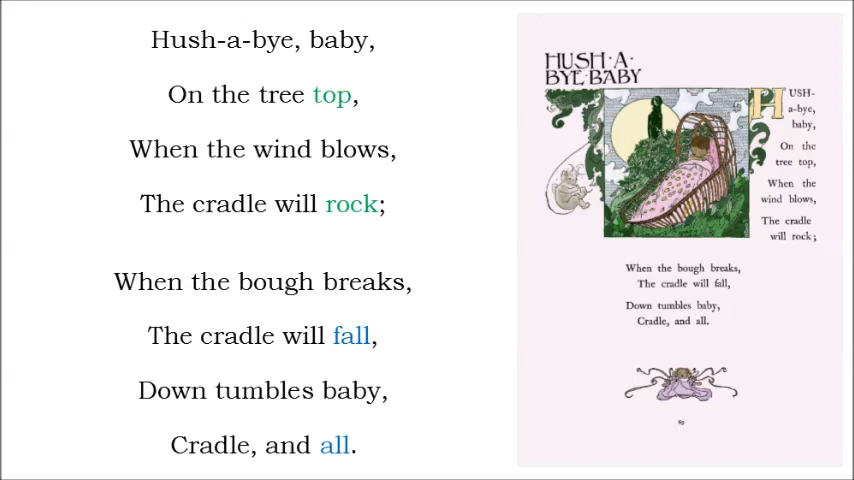 Hush-a-bye, baby,
On the tree top,
When the wind blows,
The cradle will rock;
When the bough breaks,
The cradle will fall,
Down tumbles baby,
Cradle, and all.
HUSH·A·
BYE·BABY
HUSH-
a-bye,
baby,
On the
tree top,
When the
wind blows,
The cradle
will rock;
When the bough breaks,
The cradle will fall,
Down tumbles baby,
Cradle, and all.